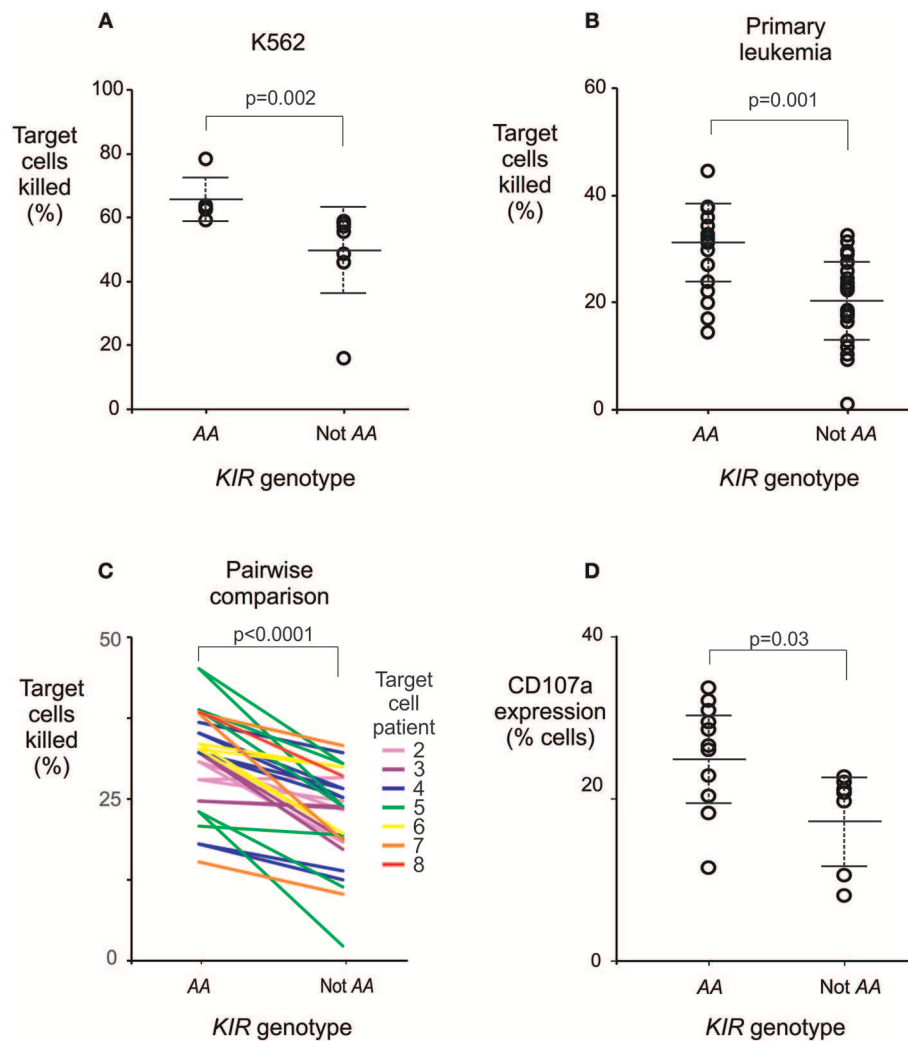 A
K562
100
80
60
40
20
0
p=0.002
Target
cells
killed
(%)
AA
Not AA
KIR genotype
B
Primary
leukemia
60
40
20
0
p=0.001
Target
cells
killed
(%)
AA
Not AA
KIR genotype
C
Pairwise
comparison
50
25
0
p<0.0001
Target
cells
killed
(%)
Target
cell
patient
2
3
4
5
6
7
8
AA
Not AA
KIR genotype
D
40
20
0
p=0.03
CD107a
expression
(% cells)
AA
Not AA
KIR genotype